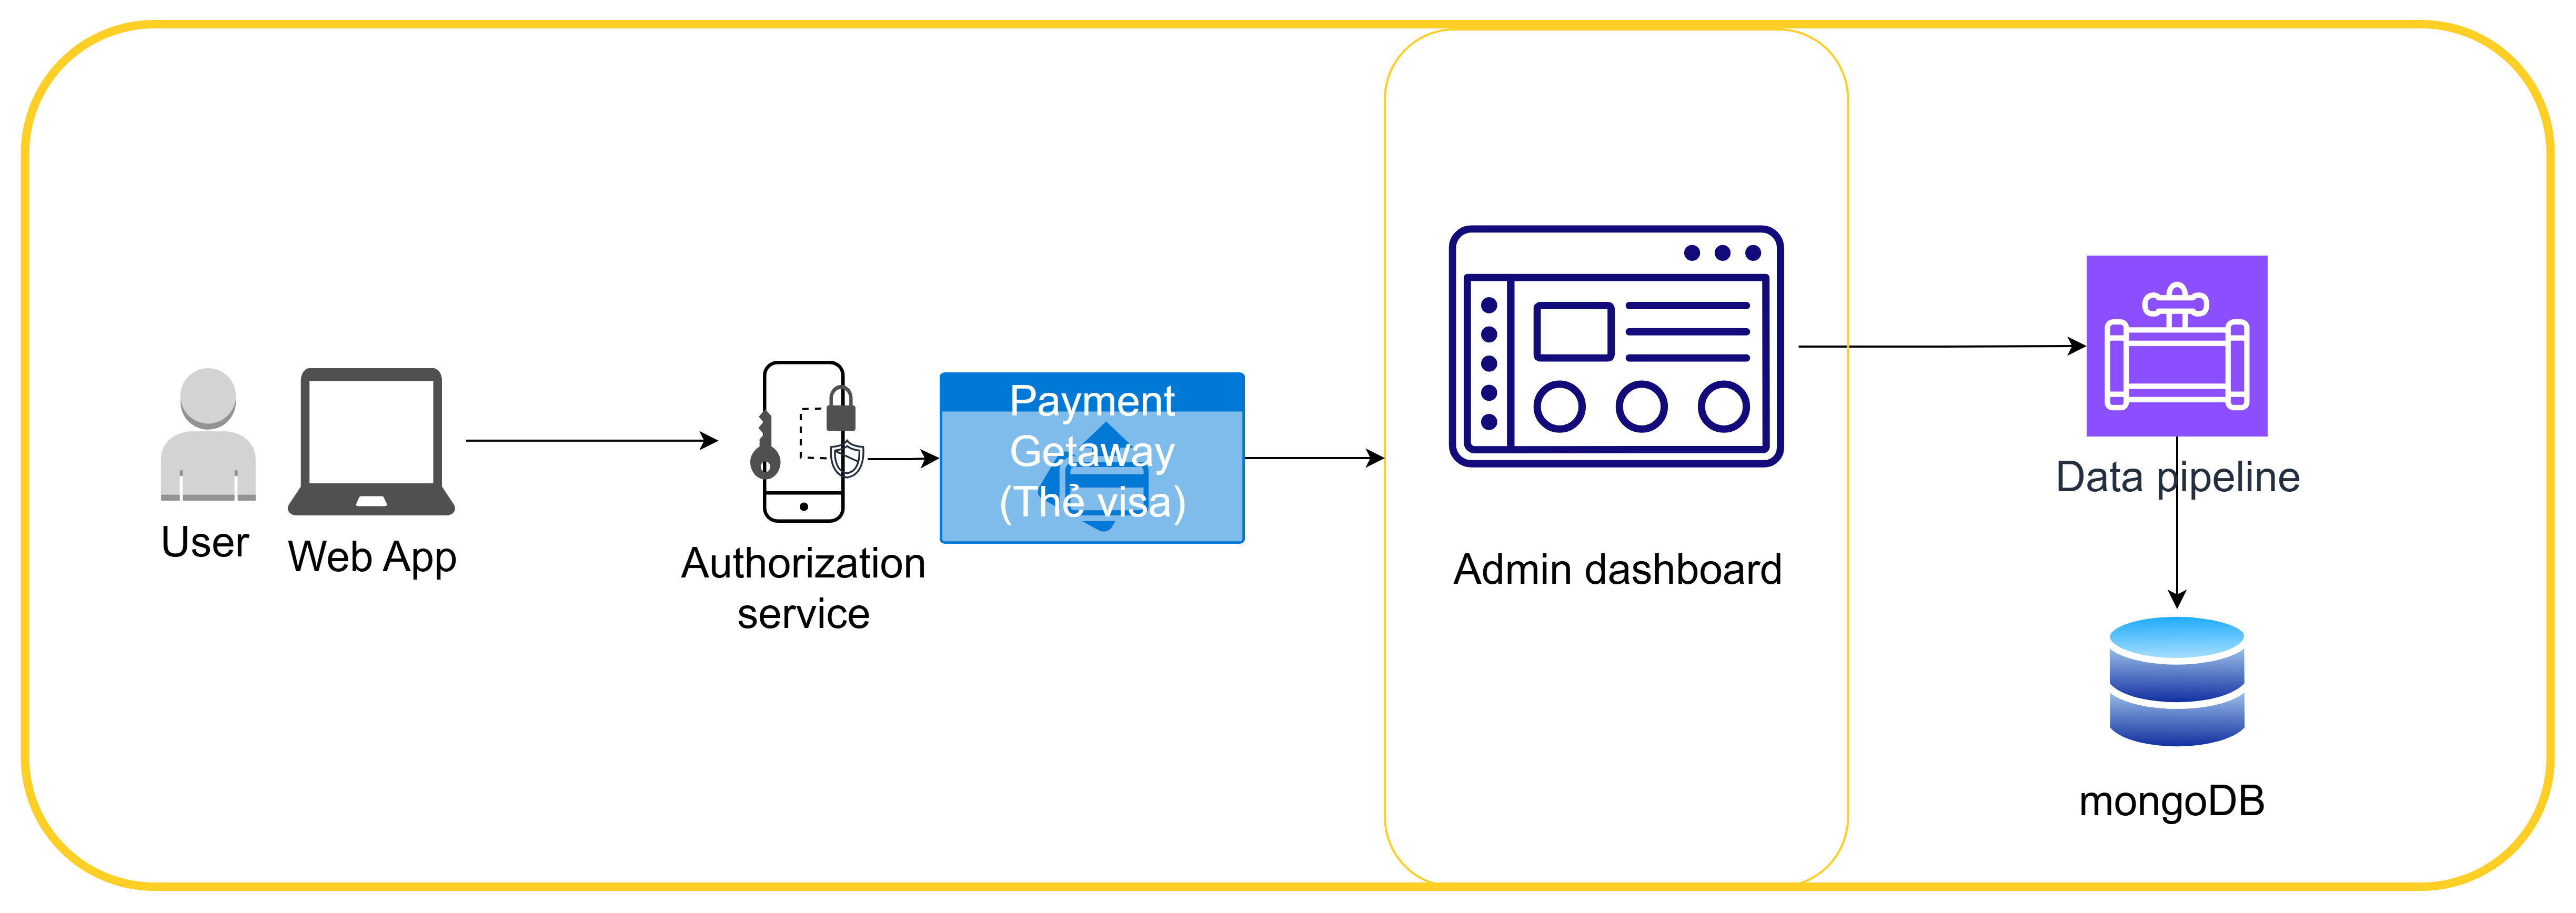 User
Web App
Authorization
service
Payment
Getaway
(Thẻ visa)
Admin dashboard
Data pipeline
mongoDB